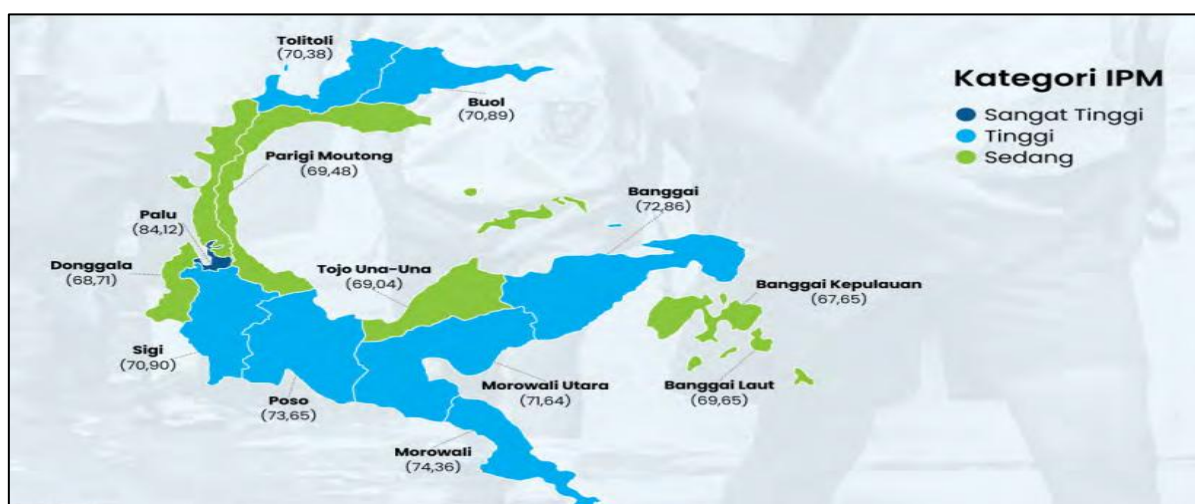 Tolitoli
(70,38)
Buol
(70,89)
Kategori IPM
Sangat Tinggi
Tinggi
Sedang
Parigi Moutong
(69,48)
Banggai
(72,86)
Palu
(84,12)
Donggala
(68,71)
Tojo Una-Una
(69,04)
Banggai Kepulauan
(67,65)
Sigi
(70,90)
Poso
(73,65)
Morowali Utara
(71,64)
Banggai Laut
(69,65)
Morowali
(74,36)